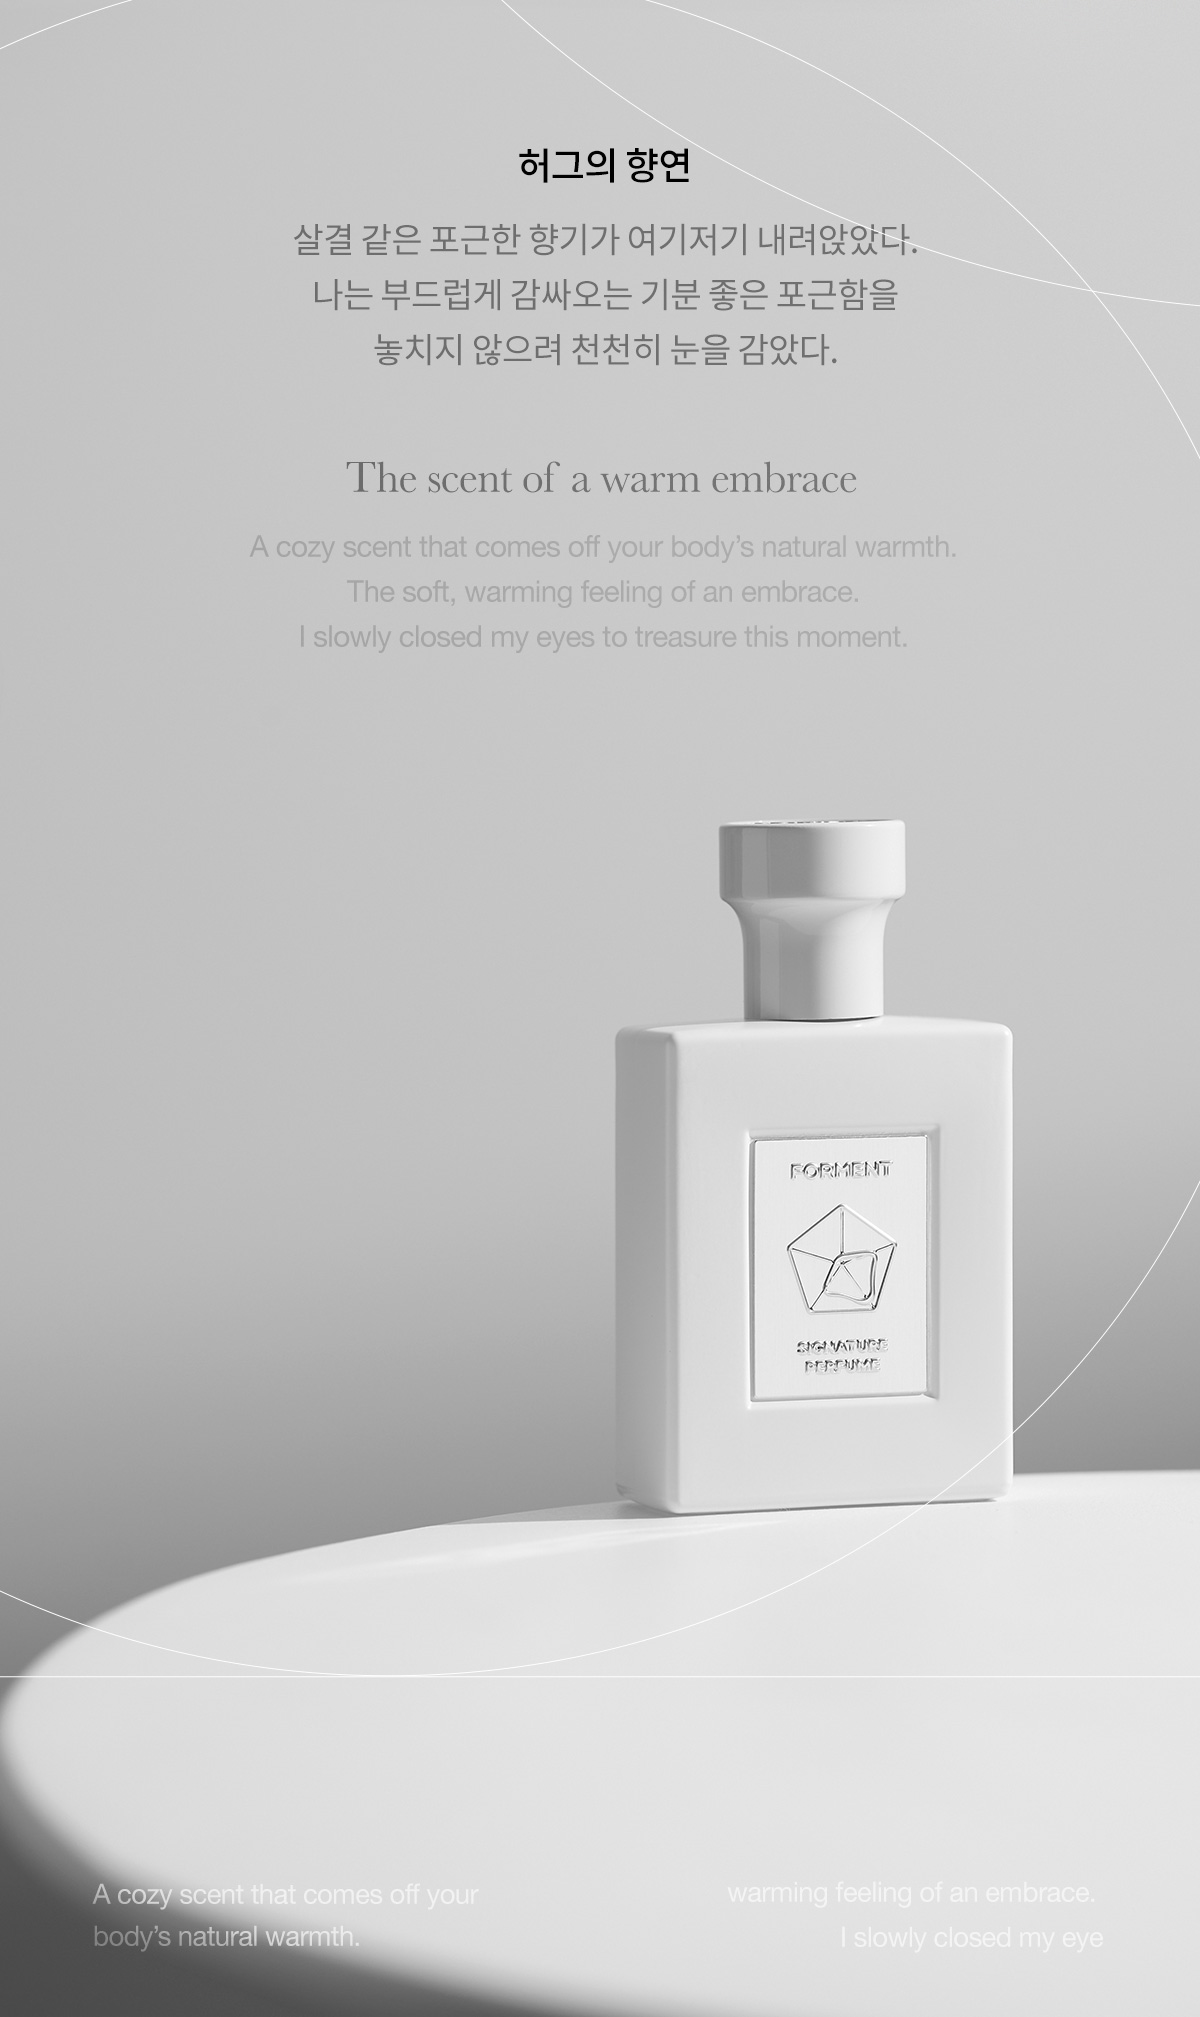 허그의 향연
살결 같은 포근한 향기가 여기저기 내려앉았다.
나는 부드럽게 감싸오는 기분 좋은 포근함을
놓치지 않으려 천천히 눈을 감았다.
The scent of a warm embrace
A cozy scent that comes off your body’s natural warmth.
The soft, warming feeling of an embrace.
I slowly closed my eyes to treasure this moment.
FORMENT
SIGNATURE
PERFUME
A cozy scent that comes off your
body’s natural warmth.
warming feeling of an embrace.
I slowly closed my eye